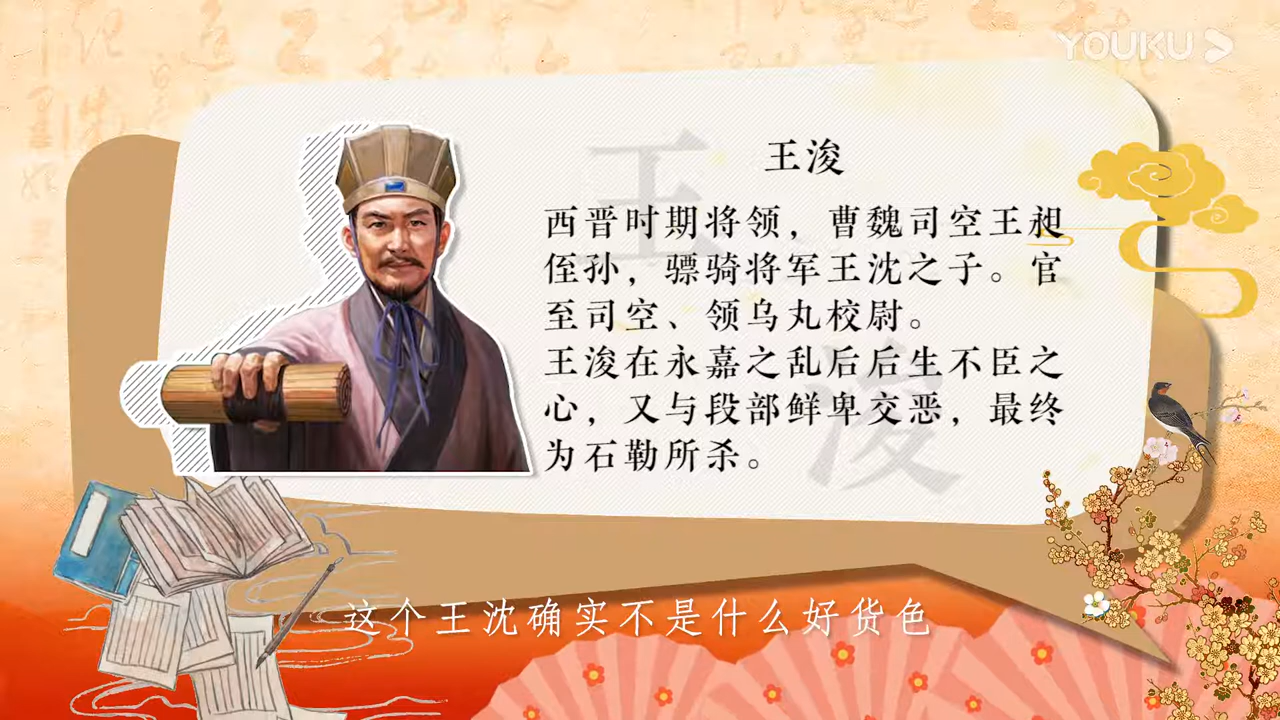 YOUKU
王浚
西晋时期将领，曹魏司空王昶
侄孙，骠骑将军王沈之子。官
至司空、领乌丸校尉。
王浚在永嘉之乱后后生不臣之
心，又与段部鲜卑交恶，最终
为石勒所杀。
王浚
这个王沈确实不是什么好货色